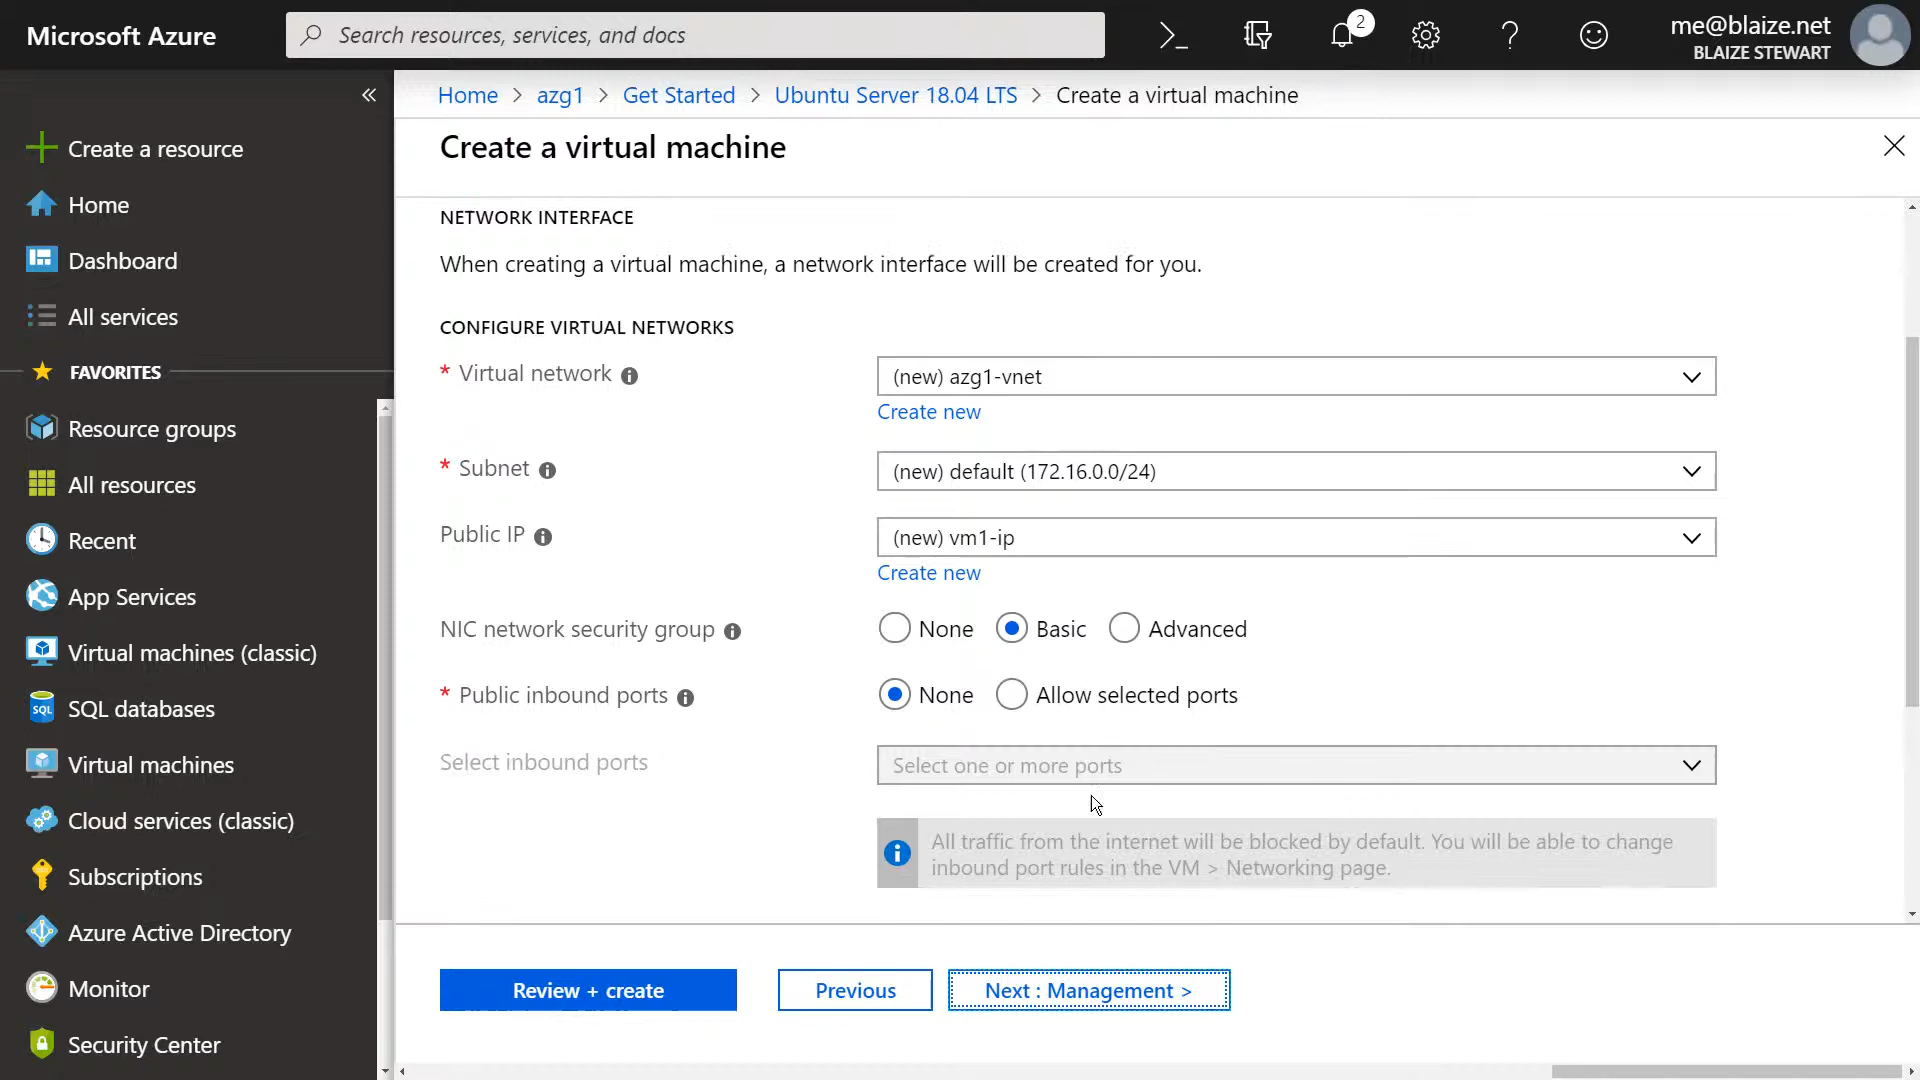 Microsoft Azure
Search resources, services, and docs
2
me@blaize.net
BLAIZE STEWART
Home > azg1 > Get Started > Ubuntu Server 18.04 LTS > Create a virtual machine
Create a virtual machine
Create a resource
Home
Dashboard
All services
FAVORITES
Resource groups
All resources
Recent
App Services
Virtual machines (classic)
SQL
SQL databases
Virtual machines
Cloud services (classic)
Subscriptions
Azure Active Directory
Monitor
Security Center
NETWORK INTERFACE
When creating a virtual machine, a network interface will be created for you.
CONFIGURE VIRTUAL NETWORKS
* Virtual network
(new) azg1-vnet
Create new
* Subnet
(new) default (172.16.0.0/24)
Public IP
(new) vm1-ip
Create new
NIC network security group
None Basic Advanced
* Public inbound ports
None Allow selected ports
Select inbound ports
Select one or more ports
All traffic from the internet will be blocked by default. You will be able to change
inbound port rules in the VM > Networking page.
Review + create
Previous
Next : Management >